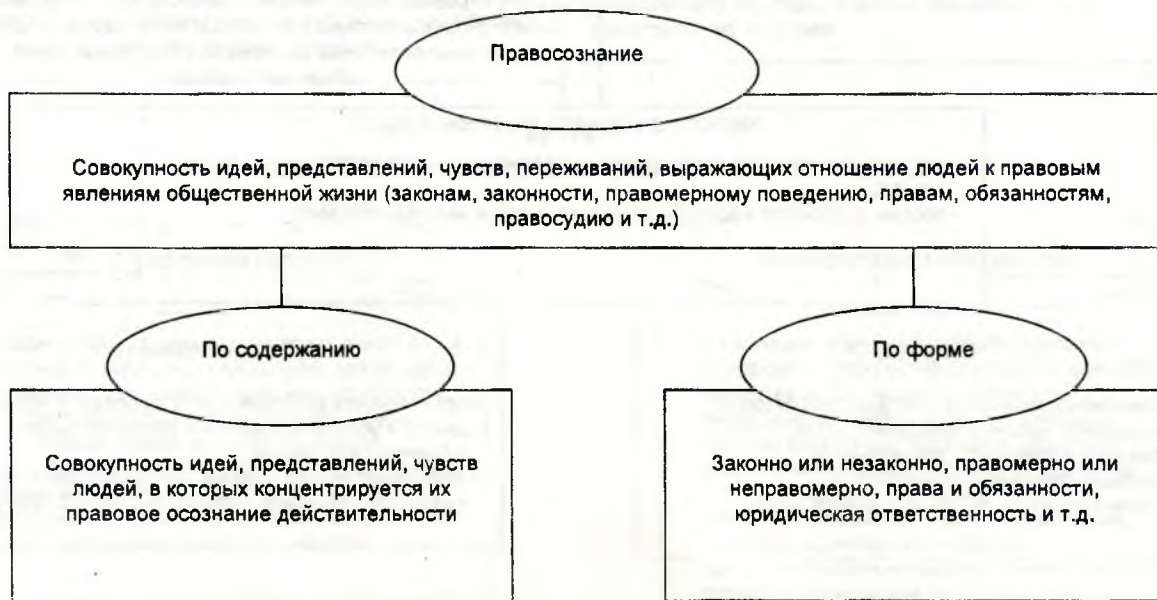 Правосознание
Совокупность идей, представлений, чувств, переживаний, выражающих отношение людей к правовым
явлениям общественной жизни (законам, законности, правомерному поведению, правам, обязанностям,
правосудию и т.д.)
По содержанию
Совокупность идей, представлений, чувств
людей, в которых концентрируется их
правовое осознание действительности
По форме
Законно или незаконно, правомерно или
неправомерно, права и обязанности,
юридическая ответственность и т.д.